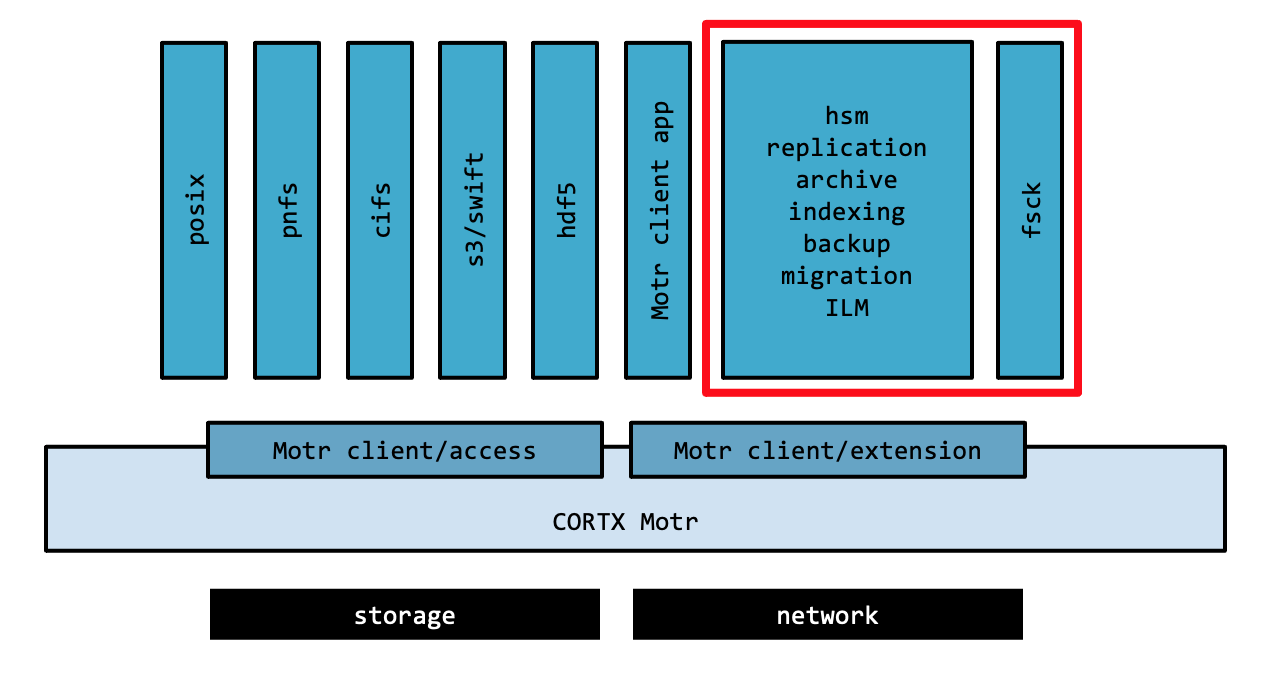 posix
pnfs
cifs
s3/swift
hdf5
Motr client app
hsm
replication
archive
indexing
backup
migration
ILM
fsck
Motr client/access
Motr client/extension
CORTX Motr
storage
network